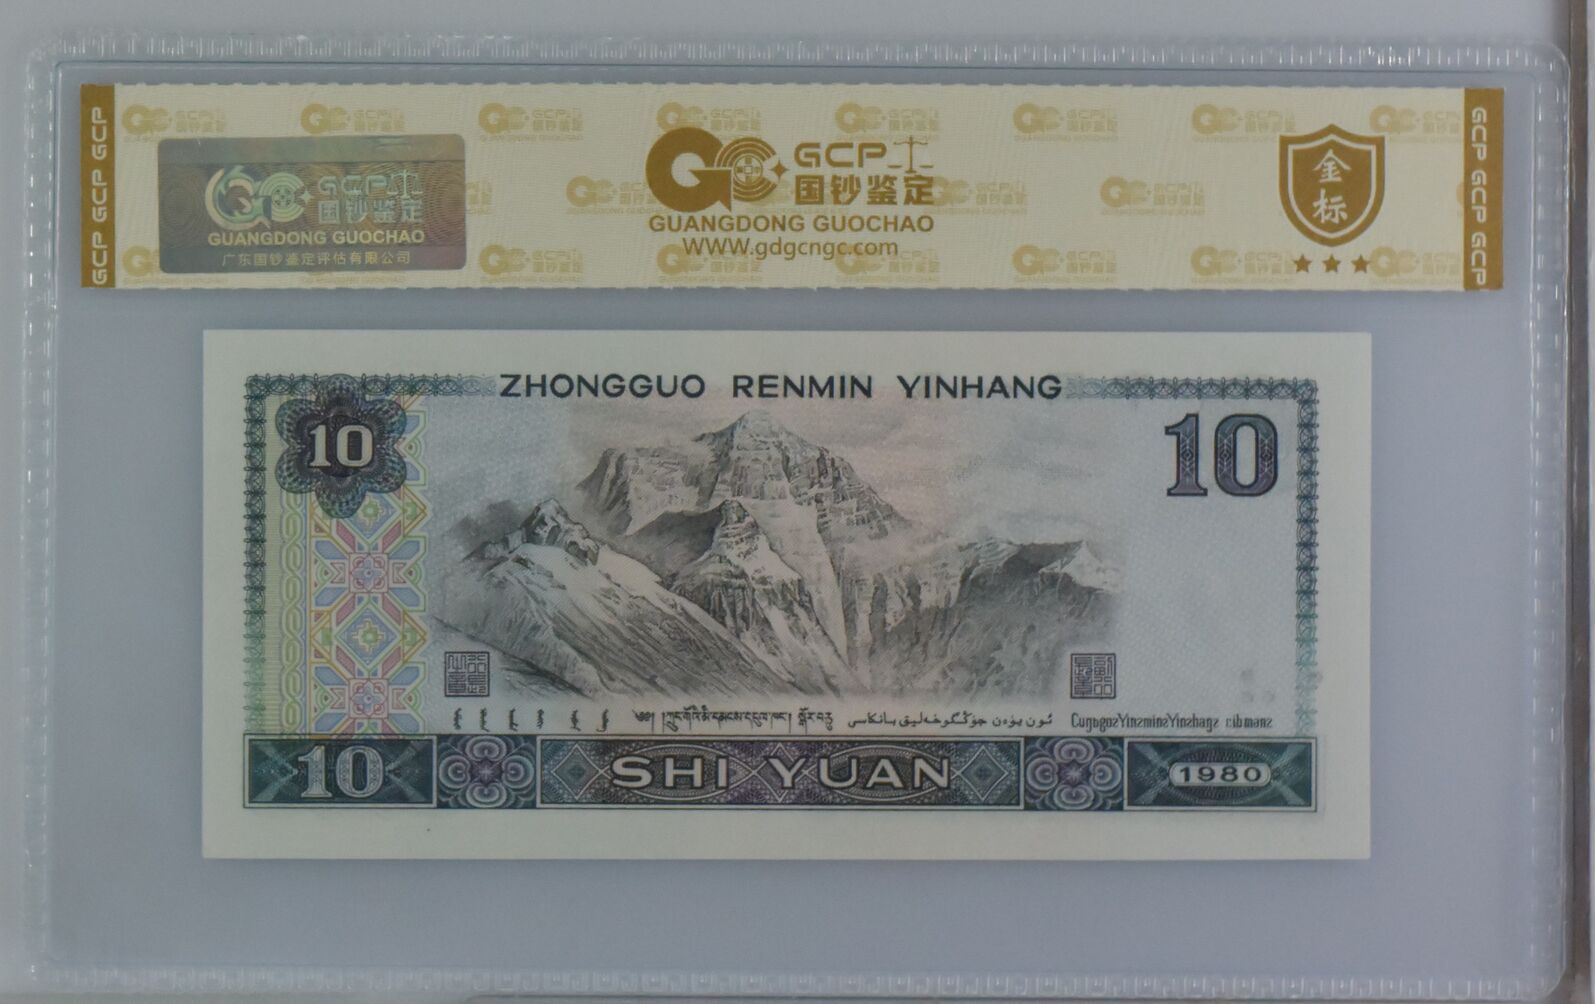 GCP GCP GCP
GCP
国钞鉴定
GUANGDONG GUOCHAO
广东国钞鉴定评估有限公司
GCP
国钞鉴定
GUANGDONG GUOCHAO
WWW.gdgcngc.com
金
标
GCP GCP GCP
ZHONGGUO RENMIN YINHANG
10
10
10
SHI YUAN
1980